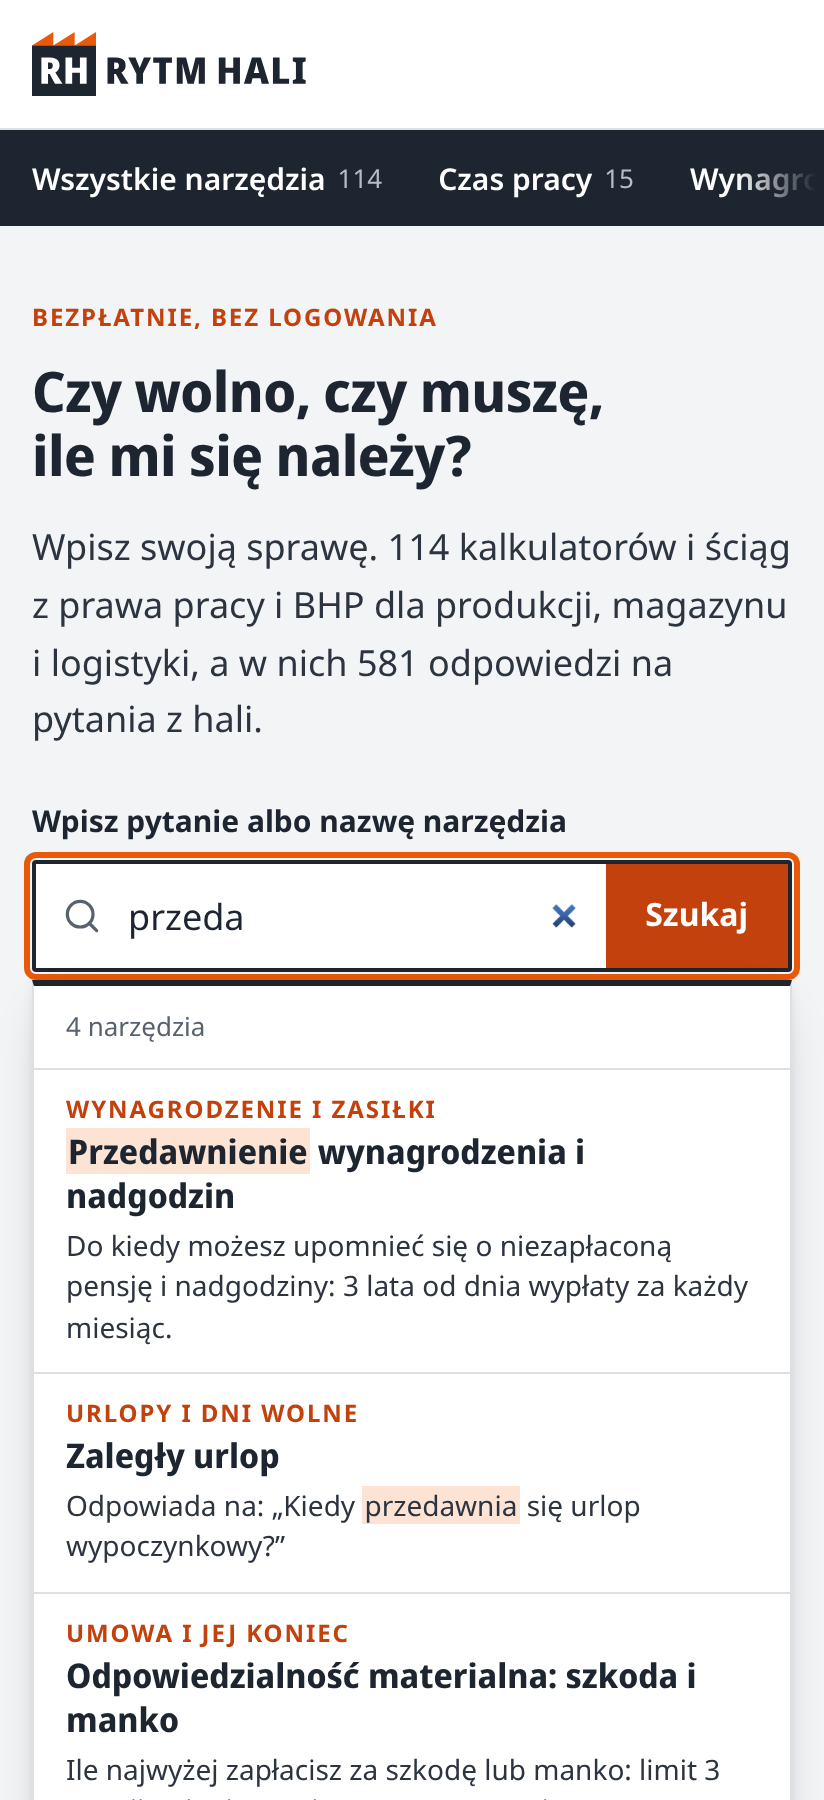 RH RYTM HALI
Wszystkie narzędzia 114 Czas pracy 15 Wynagro
BEZPŁATNIE, BEZ LOGOWANIA
Czy wolno, czy muszę,
ile mi się należy?
Wpisz swoją sprawę. 114 kalkulatorów i ściąg
z prawa pracy i BHP dla produkcji, magazynu
i logistyki, a w nich 581 odpowiedzi na
pytania z hali.
Wpisz pytanie albo nazwę narzędzia
przeda
Szukaj
4 narzędzia
WYNAGRODZENIE I ZASIŁKI
Przedawnienie wynagrodzenia i
nadgodzin
Do kiedy możesz upomnieć się o niezapłaconą
pensję i nadgodziny: 3 lata od dnia wypłaty za każdy
miesiąc.
URLOPY I DNI WOLNE
Zaległy urlop
Odpowiada na: „Kiedy przedawnia się urlop
wypoczynkowy?”
UMOWA I JEJ KONIEC
Odpowiedzialność materialna: szkoda i
manko
Ile najwyżej zapłacisz za szkodę lub manko: limit 3